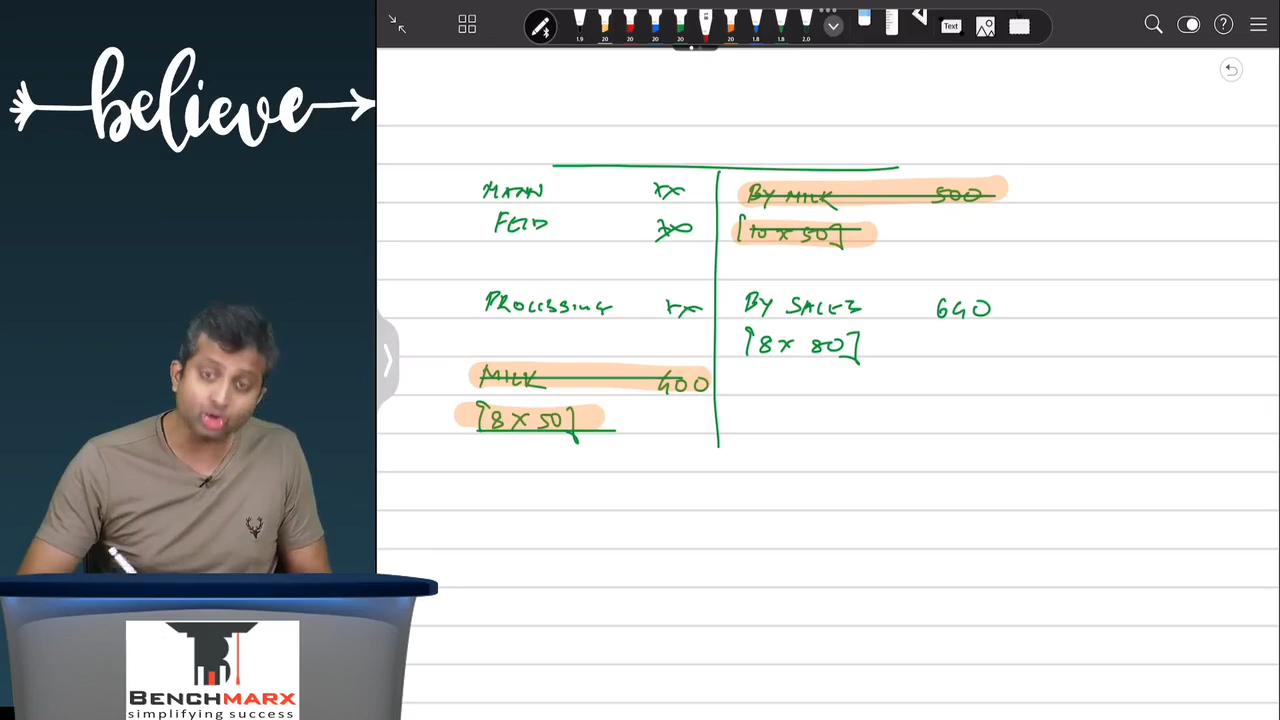 believe
Text
MAIN xx BY MILK 500
FEED xx [10 x 50]
PROCESSING xx BY SALES 640
[8 x 80]
MILK 400
[8 x 50]
BENCHMARX
simplifying success